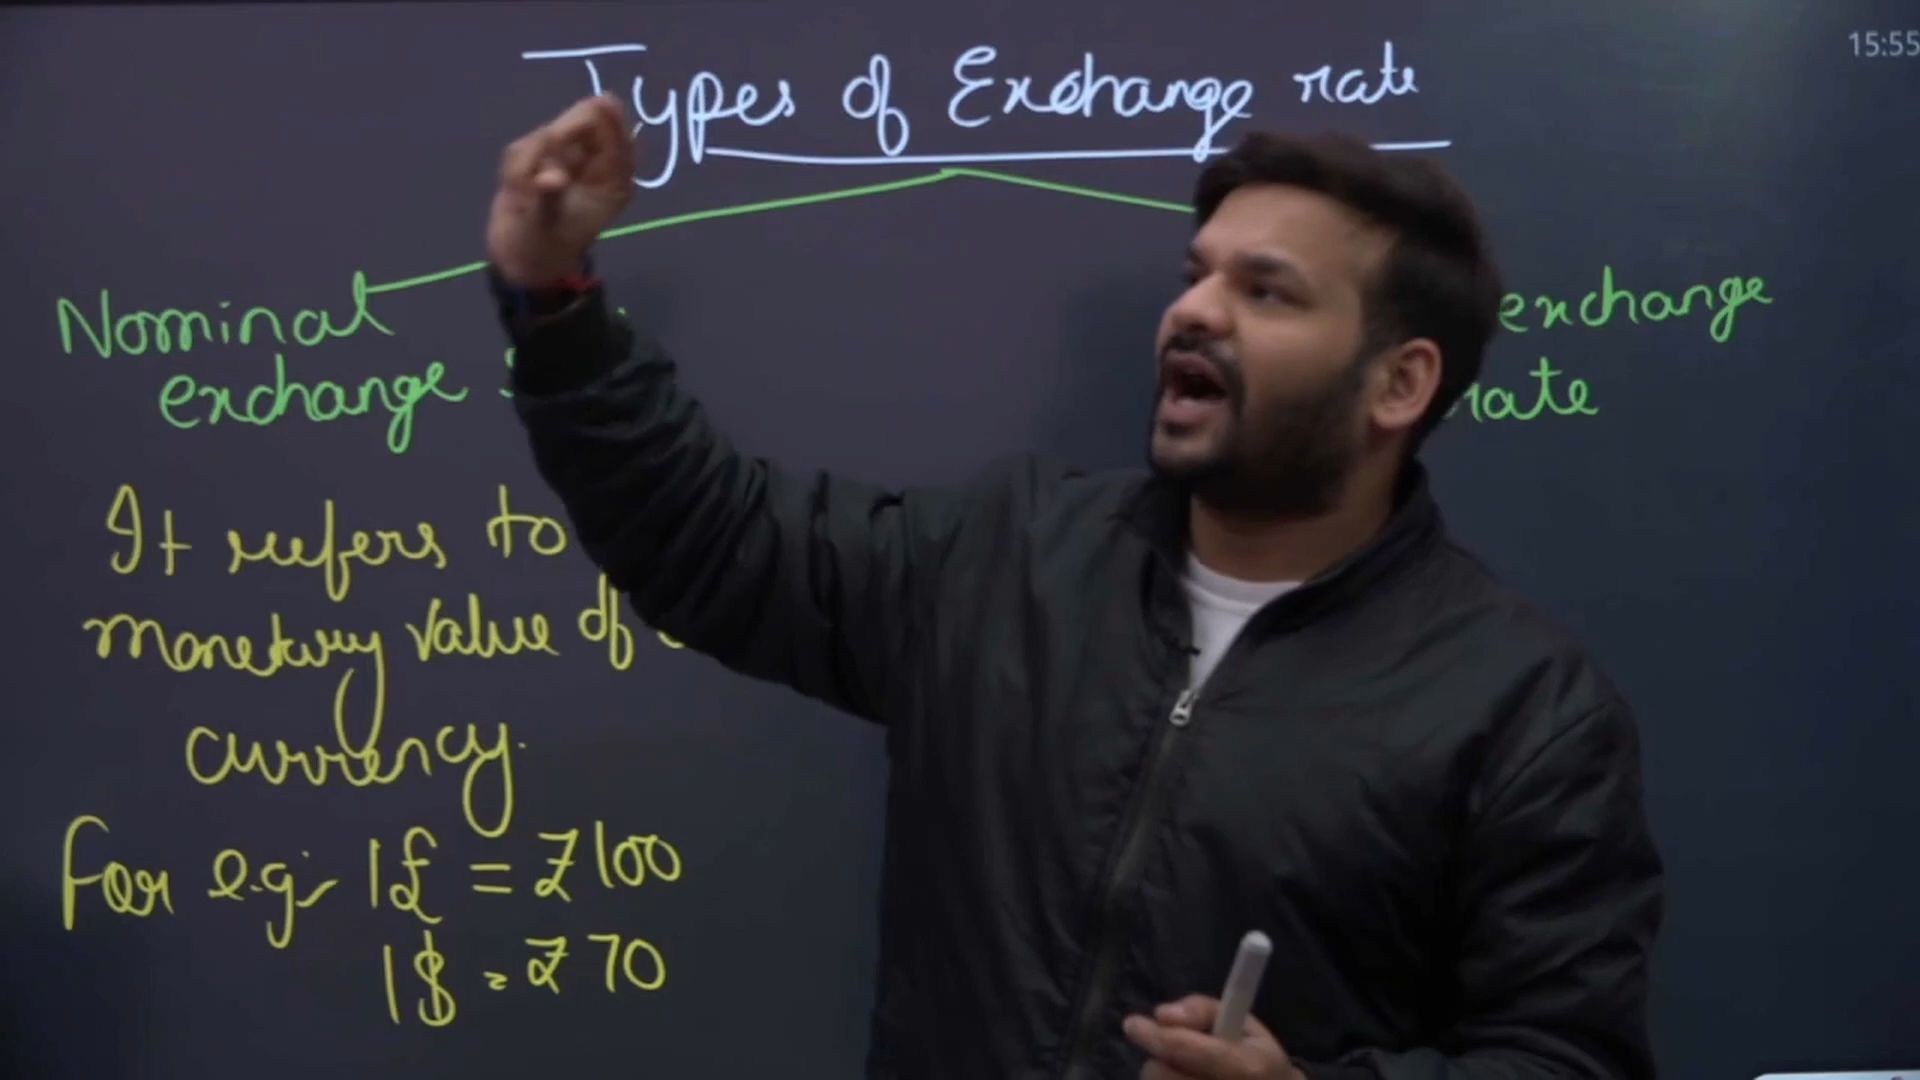 15:55
Types of Exchange rate
Nominal
exchange
exchange
rate
It refers to
monetary value of
currency.
For e.g:- 1£ = ₹100
1$ = ₹70